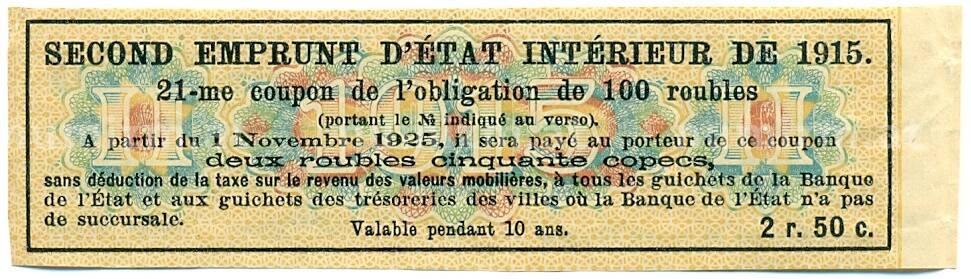 SECOND EMPRUNT D'ÉTAT INTÉRIEUR DE 1915.
21-me coupon de l'obligation de 100 roubles
(portant le № indiqué au verso).
A partir du 1 Novembre 1925, il sera payé au porteur de ce coupon
deux roubles cinquante copecs,
sans déduction de la taxe sur le revenu des valeurs mobilières, à tous les guichets de la Banque
de l'État et aux guichets des trésoreries des villes où la Banque de l'État n'a pas
de succursale.
Valable pendant 10 ans.
2 r. 50 c.
II 1915 II